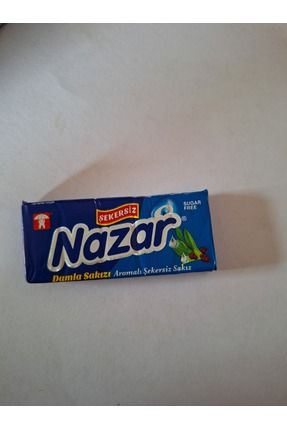 ŞEKERSİZ
SUGAR
FREE
Nazar®
Damla Sakızı Aromalı Şekersiz Sakız